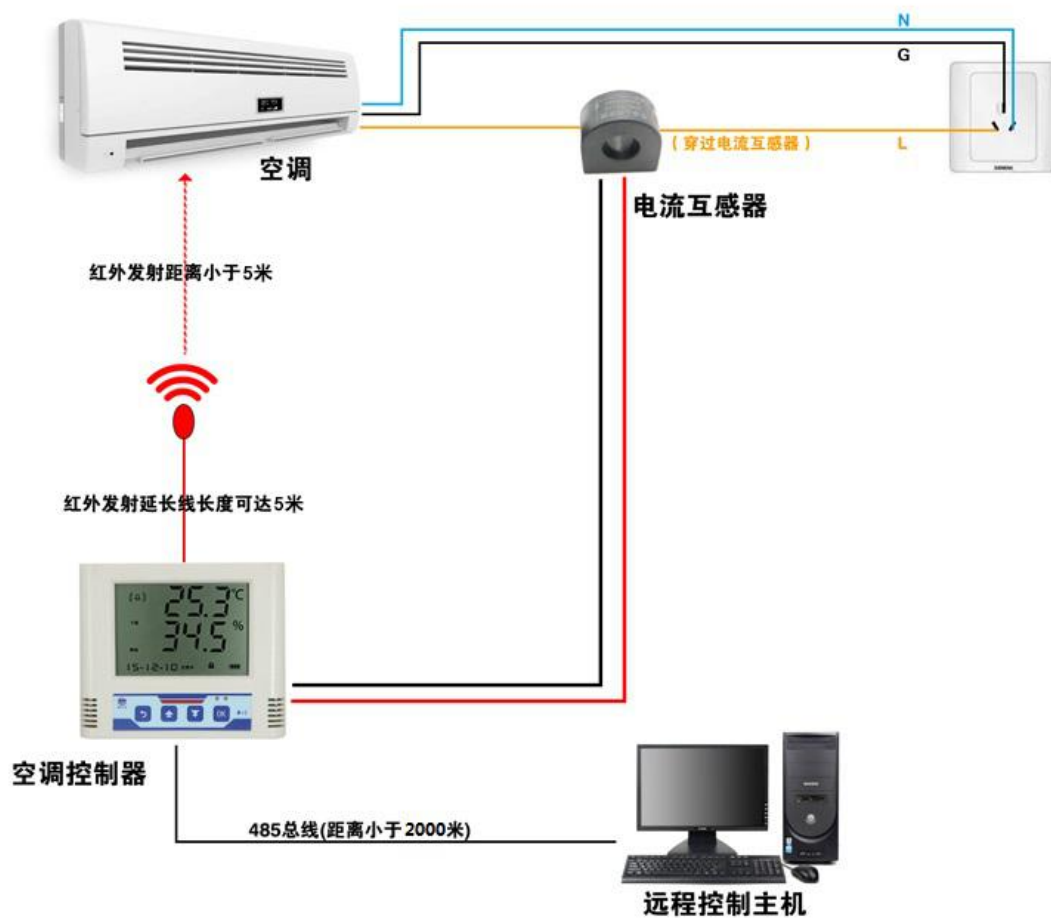 N
G
（穿过电流互感器）
L
空调
电流互感器
红外发射距离小于5米
红外发射延长线长度可达5米
25.3℃
34.5%
15-12-10
OK
空调控制器
485总线(距离小于2000米)
远程控制主机